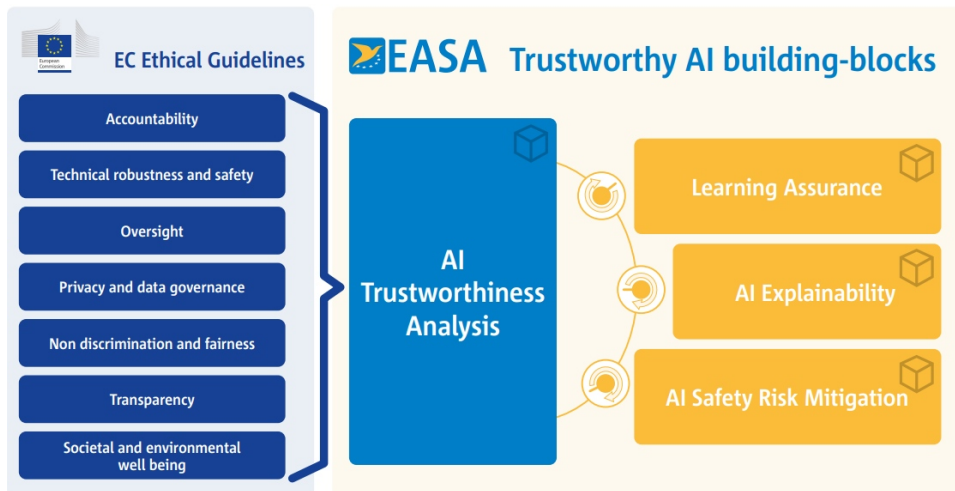 European
Commission
EC Ethical Guidelines
Accountability
Technical robustness and safety
Oversight
Privacy and data governance
Non discrimination and fairness
Transparency
Societal and environmental
well being
EASA Trustworthy AI building-blocks
AI
Trustworthiness
Analysis
Learning Assurance
AI Explainability
AI Safety Risk Mitigation